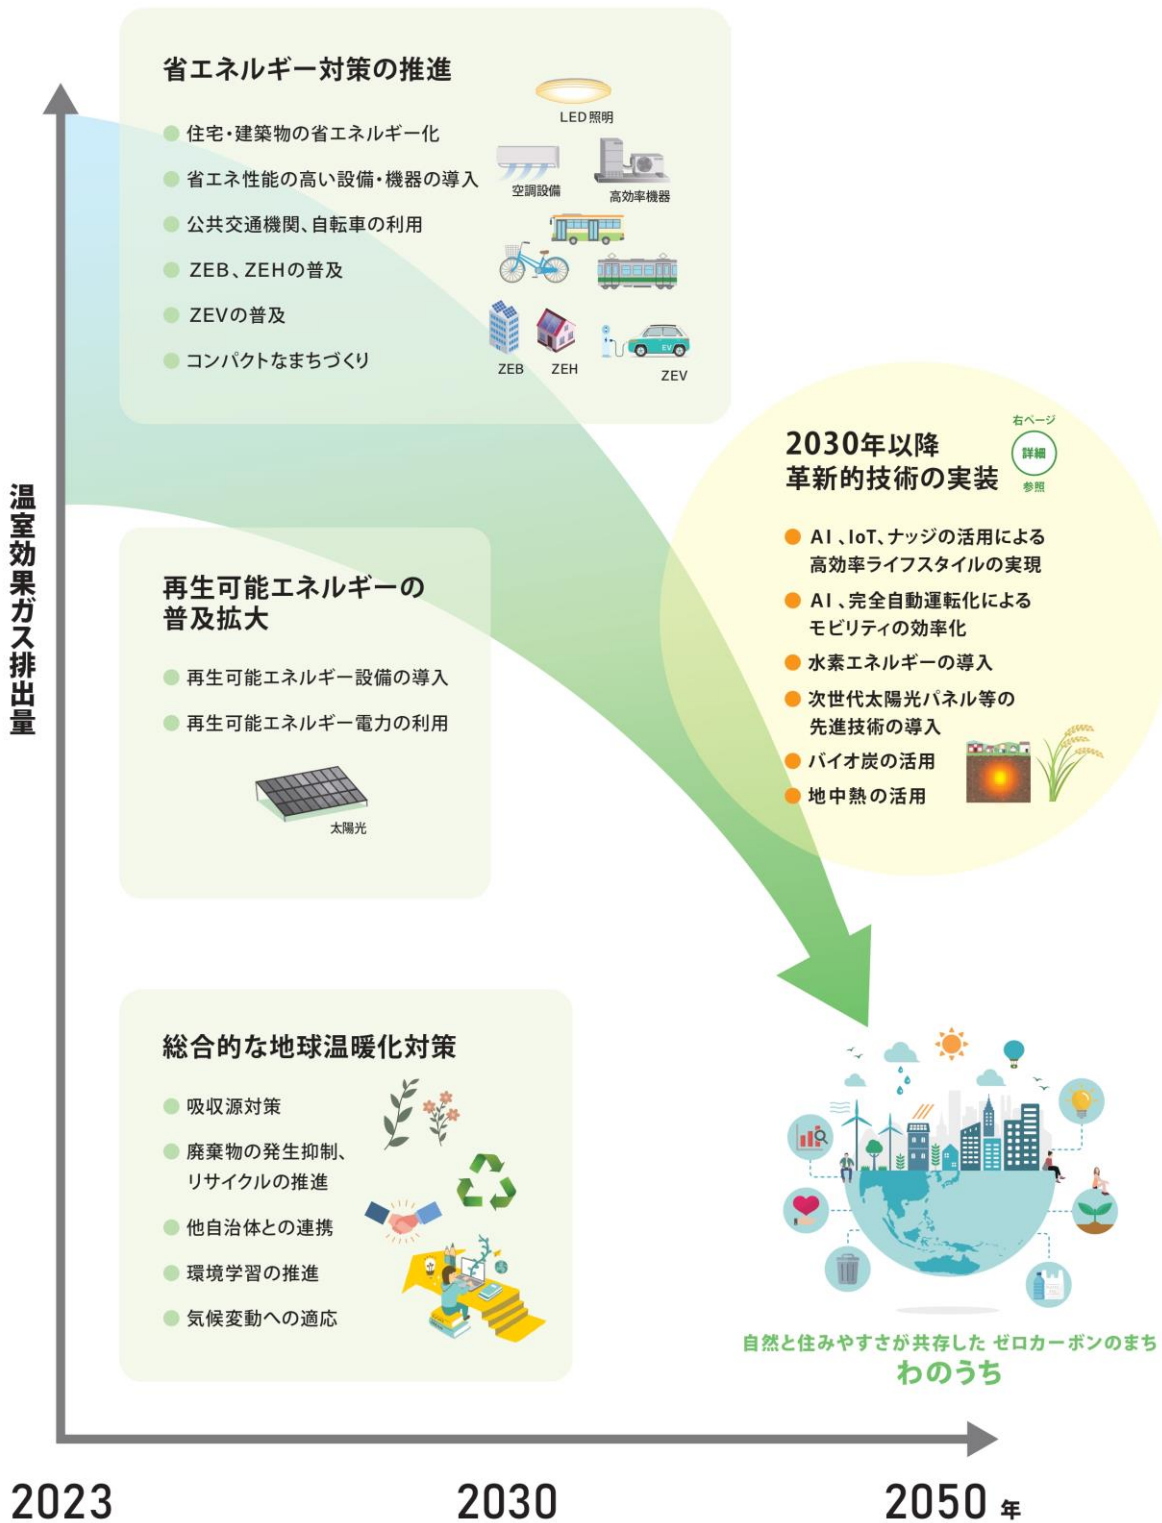 省エネルギー対策の推進
住宅・建築物の省エネルギー化
省エネ性能の高い設備・機器の導入
公共交通機関、自転車の利用
ZEB、ZEHの普及
ZEVの普及
コンパクトなまちづくり
LED照明
空調設備
高効率機器
ZEB
ZEH
EV
ZEV
温室効果ガス排出量
再生可能エネルギーの
普及拡大
再生可能エネルギー設備の導入
再生可能エネルギー電力の利用
太陽光
2030年以降
革新的技術の実装
右ページ
詳細
参照
AI、IoT、ナッジの活用による
高効率ライフスタイルの実現
AI、完全自動運転化による
モビリティの効率化
水素エネルギーの導入
次世代太陽光パネル等の
先進技術の導入
バイオ炭の活用
地中熱の活用
総合的な地球温暖化対策
吸収源対策
廃棄物の発生抑制、
リサイクルの推進
他自治体との連携
環境学習の推進
気候変動への適応
自然と住みやすさが共存した ゼロカーボンのまち
わのうち
2023
2030
2050 年